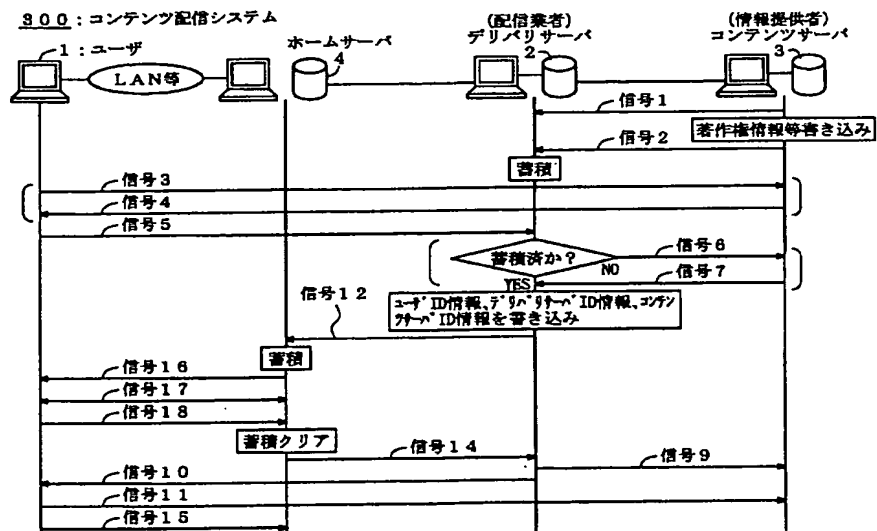 300：コンテンツ配信システム
1：ユーザ
LAN等
ホームサーバ
4
(配信業者)
デリバリサーバ
2
(情報提供者)
コンテンツサーバ
3
信号1
著作権情報等書き込み
信号2
蓄積
信号3
信号4
信号5
蓄積済か？
信号6
NO
信号7
YES
ユーザID情報、デリバリサーバID情報、コンテン
ツサーバID情報を書き込み
信号12
蓄積
信号16
信号17
信号18
蓄積クリア
信号14
信号9
信号10
信号11
信号15